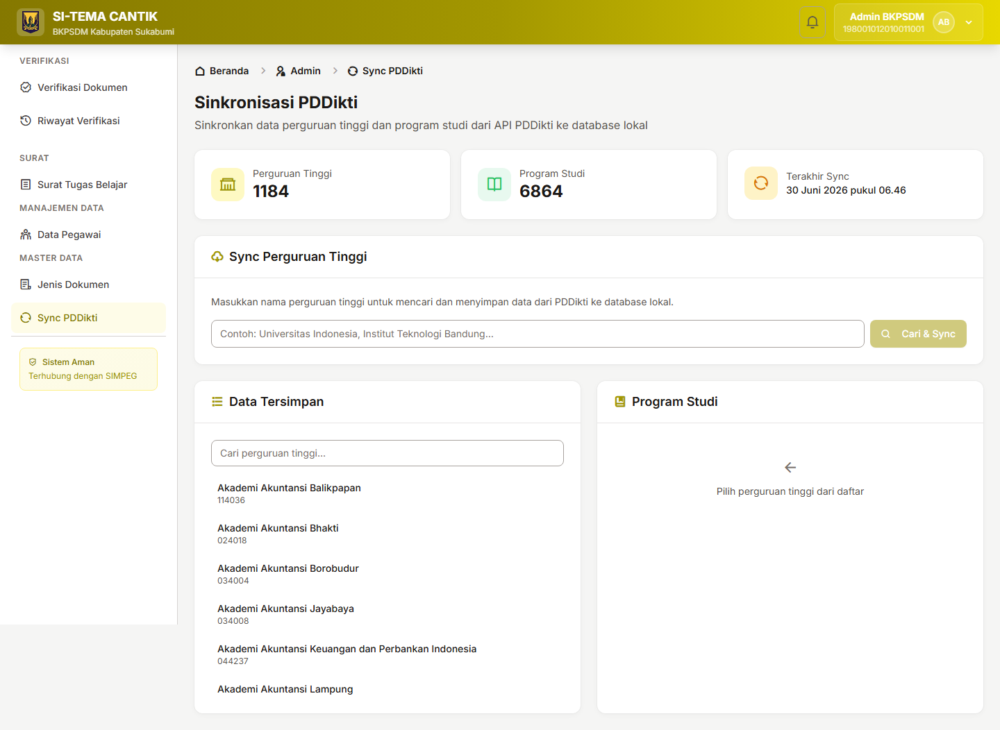 SI-TEMA CANTIK
BKPSDM Kabupaten Sukabumi
Admin BKPSDM
198001012010011001
AB
VERIFIKASI
Verifikasi Dokumen
Riwayat Verifikasi
SURAT
Surat Tugas Belajar
MANAJEMEN DATA
Data Pegawai
MASTER DATA
Jenis Dokumen
Sync PDDikti
Sistem Aman
Terhubung dengan SIMPEG
Beranda
Admin
Sync PDDikti
Sinkronisasi PDDikti
Sinkronkan data perguruan tinggi dan program studi dari API PDDikti ke database lokal
Perguruan Tinggi
1184
Program Studi
6864
Terakhir Sync
30 Juni 2026 pukul 06.46
Sync Perguruan Tinggi
Masukkan nama perguruan tinggi untuk mencari dan menyimpan data dari PDDikti ke database lokal.
Contoh: Universitas Indonesia, Institut Teknologi Bandung...
Cari & Sync
Data Tersimpan
Cari perguruan tinggi...
Akademi Akuntansi Balikpapan
114036
Akademi Akuntansi Bhakti
024018
Akademi Akuntansi Borobudur
034004
Akademi Akuntansi Jayabaya
034008
Akademi Akuntansi Keuangan dan Perbankan Indonesia
044237
Akademi Akuntansi Lampung
Program Studi
Pilih perguruan tinggi dari daftar